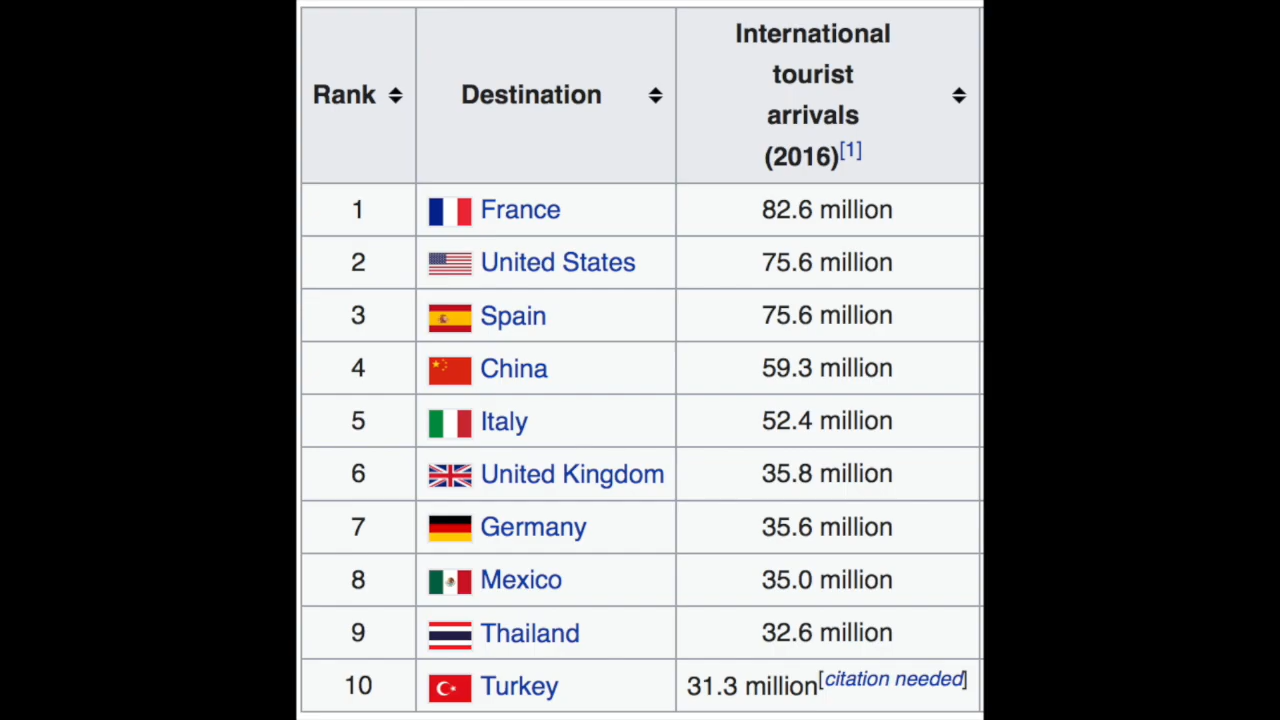 Rank Destination International tourist arrivals (2016)[1]
1 France 82.6 million
2 United States 75.6 million
3 Spain 75.6 million
4 China 59.3 million
5 Italy 52.4 million
6 United Kingdom 35.8 million
7 Germany 35.6 million
8 Mexico 35.0 million
9 Thailand 32.6 million
10 Turkey 31.3 million[citation needed]